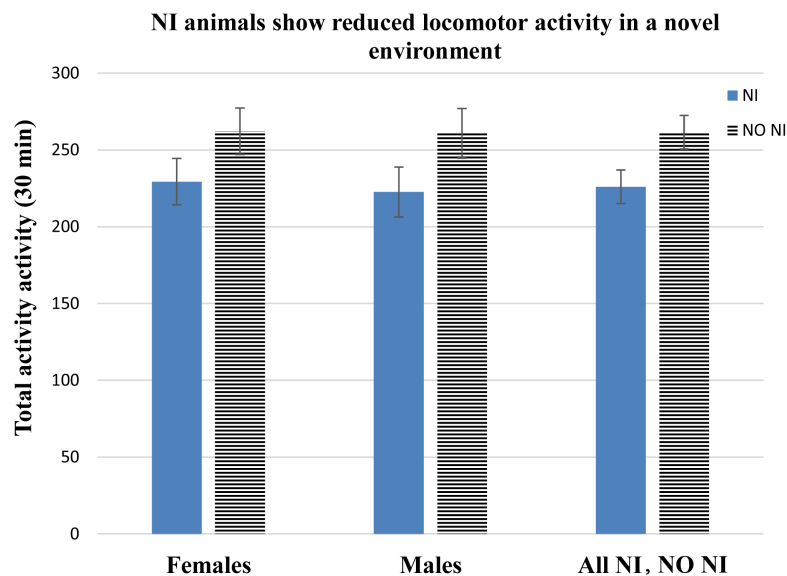 NI animals show reduced locomotor activity in a novel
environment
Total activity activity (30 min)
300
250
200
150
100
50
0
NI
NO NI
Females
Males
All NI, NO NI